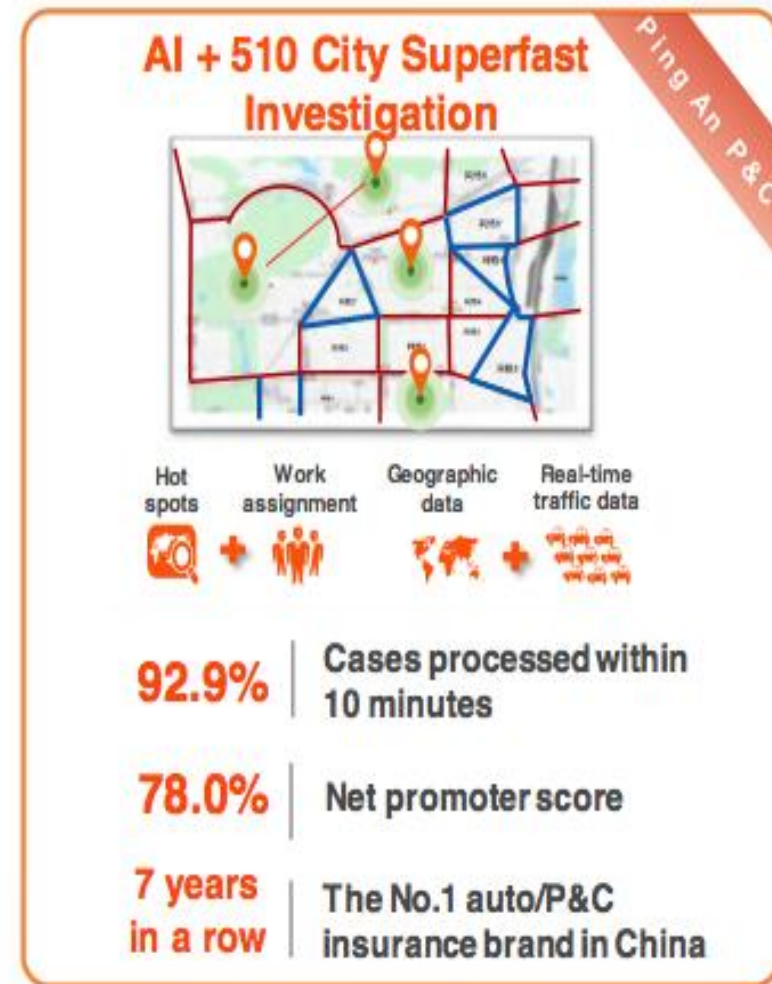 AI + 510 City Superfast
Investigation
Ping An P&C
Hot
spots
Work
assignment
Geographic
data
Real-time
traffic data
92.9%
Cases processed within
10 minutes
78.0%
Net promoter score
7 years
in a row
The No.1 auto/P&C
insurance brand in China